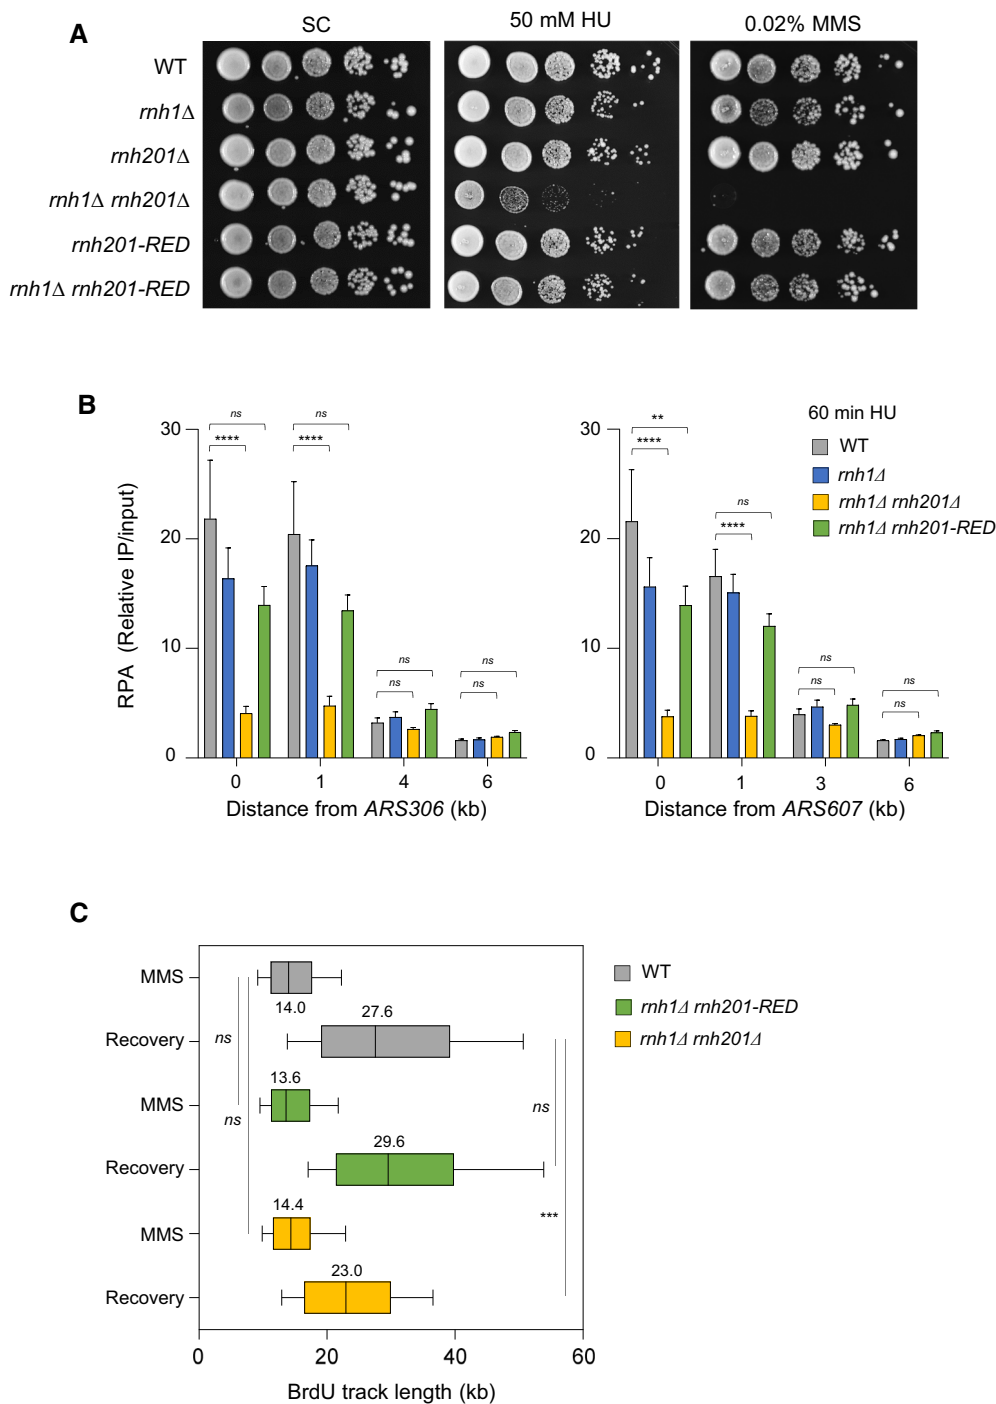 A
SC
50 mM HU
0.02% MMS
WT
rnh1Δ
rnh201Δ
rnh1Δ rnh201Δ
rnh201-RED
rnh1Δ rnh201-RED
B
RPA (Relative IP/input)
30
20
10
0
ns
****
ns
****
ns
ns
ns
ns
0
1
4
6
Distance from ARS306 (kb)
30
20
10
0
**
****
ns
****
ns
ns
ns
ns
0
1
3
6
Distance from ARS607 (kb)
60 min HU
WT
rnh1Δ
rnh1Δ rnh201Δ
rnh1Δ rnh201-RED
C
MMS
14.0
Recovery
27.6
MMS
13.6
Recovery
29.6
MMS
14.4
Recovery
23.0
ns
ns
ns
***
0
20
40
60
BrdU track length (kb)
WT
rnh1Δ rnh201-RED
rnh1Δ rnh201Δ